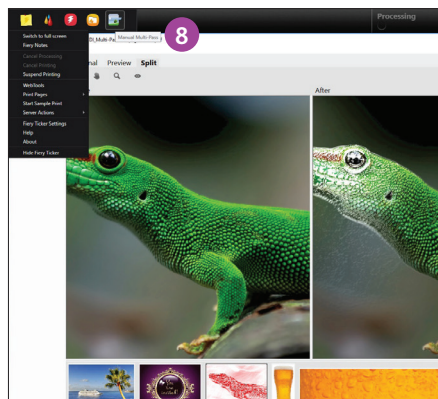 Processing
Manual Multi-Pass
8
Switch to full screen
Fiery Notes
Cancel Processing
Cancel Printing
Suspend Printing
WebTools
Print Pages
Start Sample Print
Server Actions
Fiery Ticker Settings
Help
About
Hide Fiery Ticker
Preview
Split
After